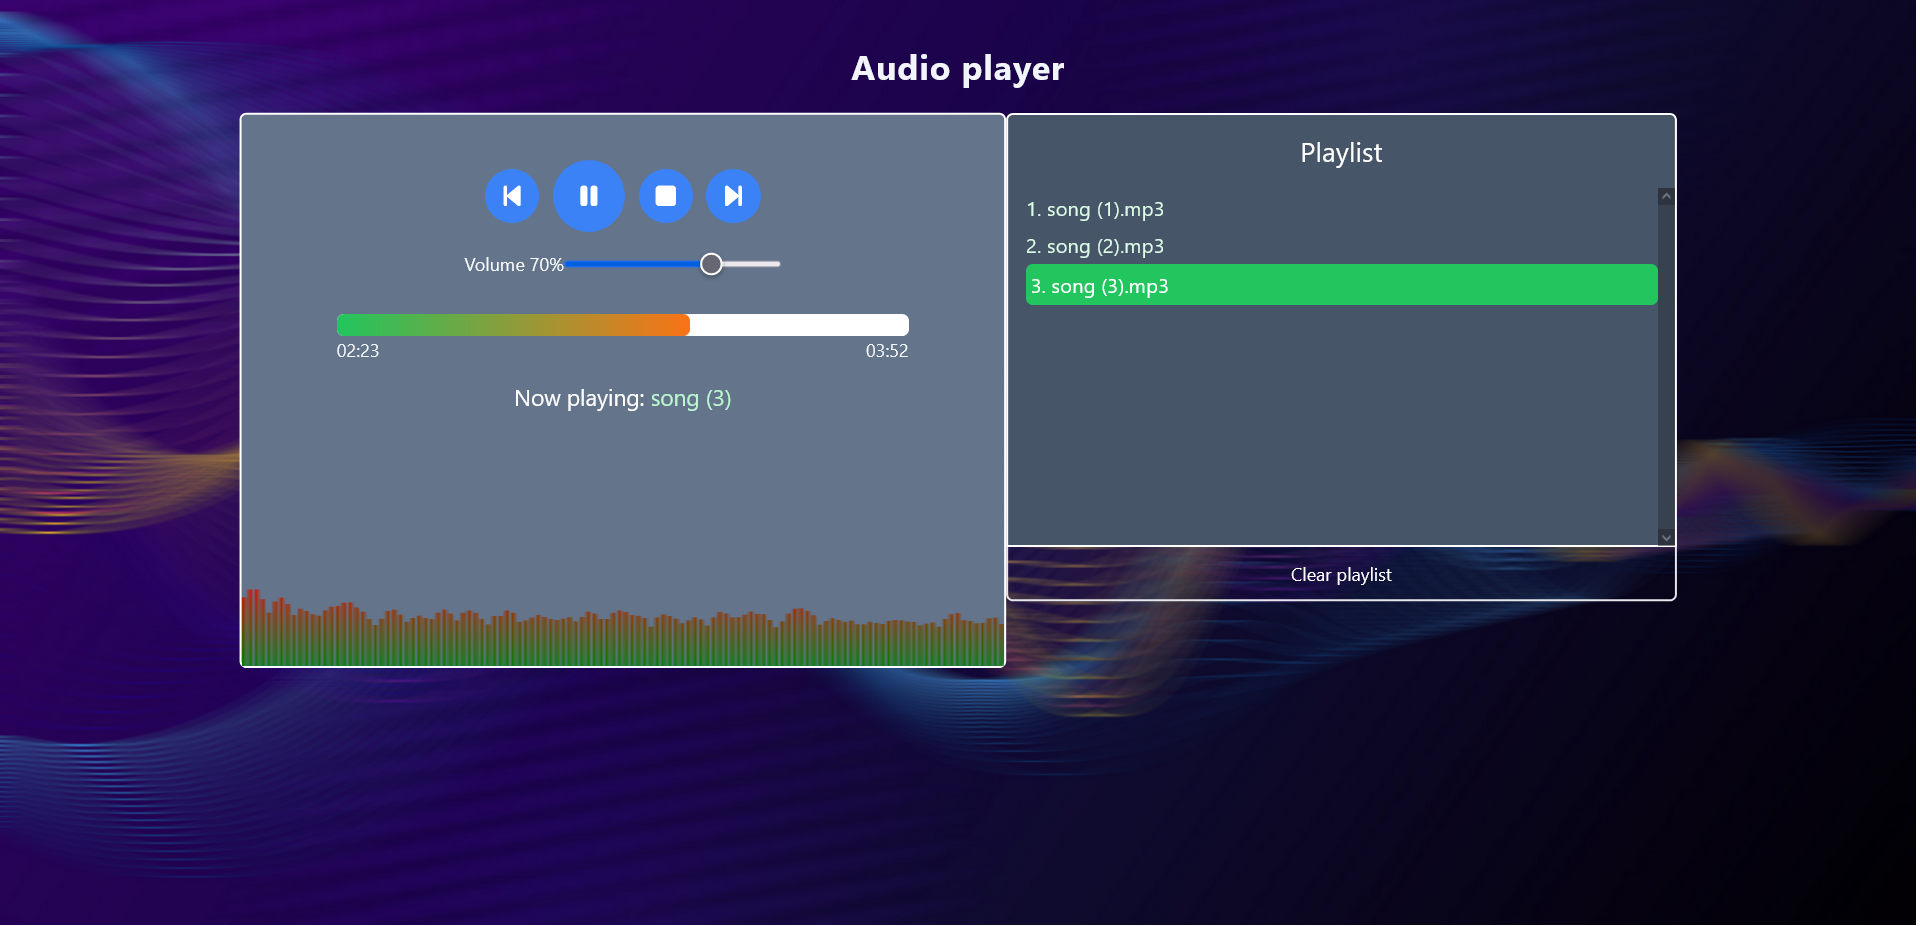 Audio player
Volume 70%
02:23 03:52
Now playing: song (3)
Playlist
1. song (1).mp3
2. song (2).mp3
3. song (3).mp3
Clear playlist